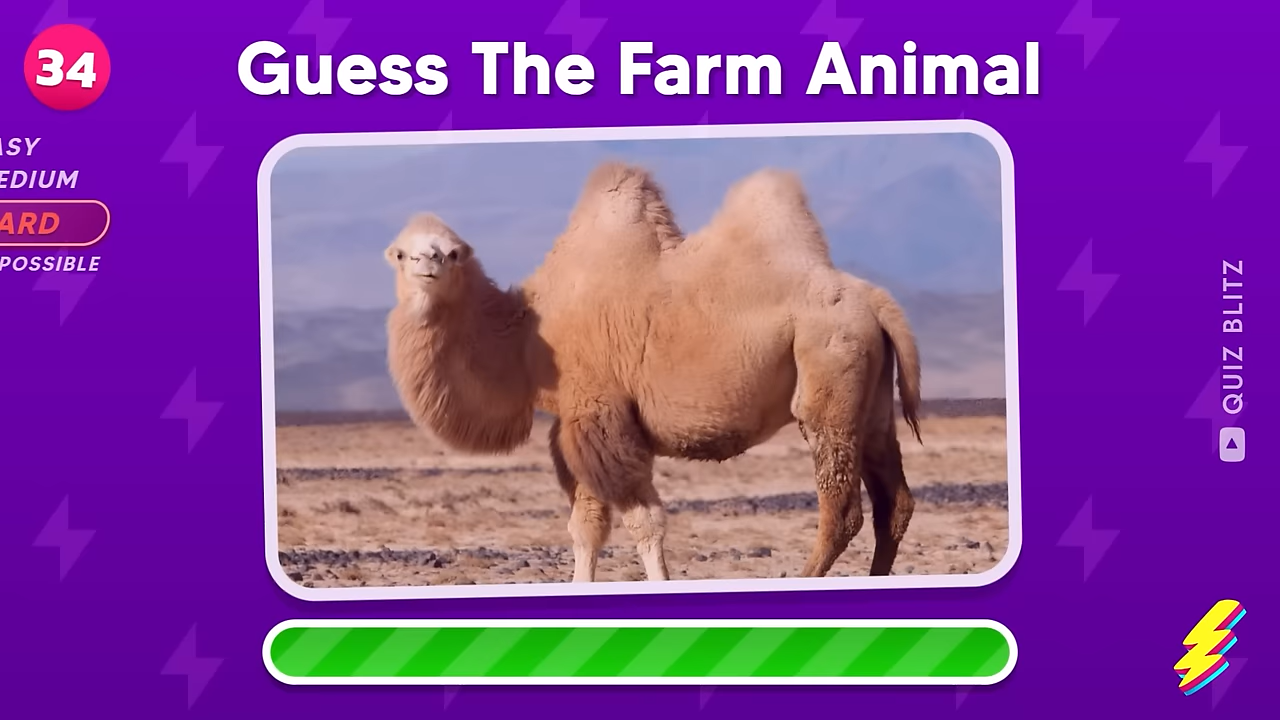 34
Guess The Farm Animal
ASY
EDIUM
ARD
POSSIBLE
QUIZ BLITZ